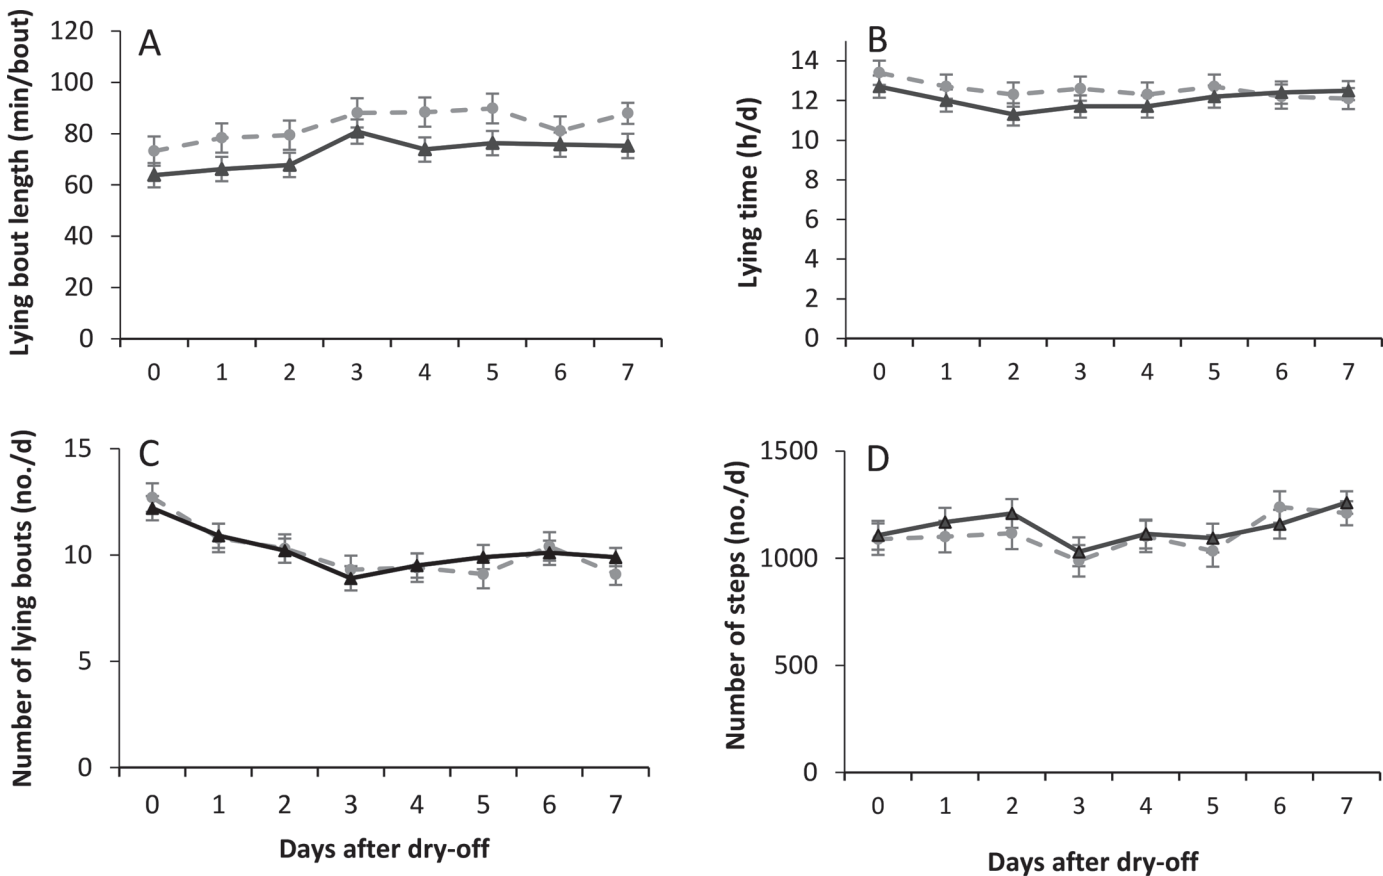 A
Lying bout length (min/bout)
120
100
80
60
40
20
0
0 1 2 3 4 5 6 7
B
Lying time (h/d)
14
12
10
8
6
4
2
0
0 1 2 3 4 5 6 7
C
Number of lying bouts (no./d)
15
10
5
0
0 1 2 3 4 5 6 7
Days after dry-off
D
Number of steps (no./d)
1500
1000
500
0
0 1 2 3 4 5 6 7
Days after dry-off